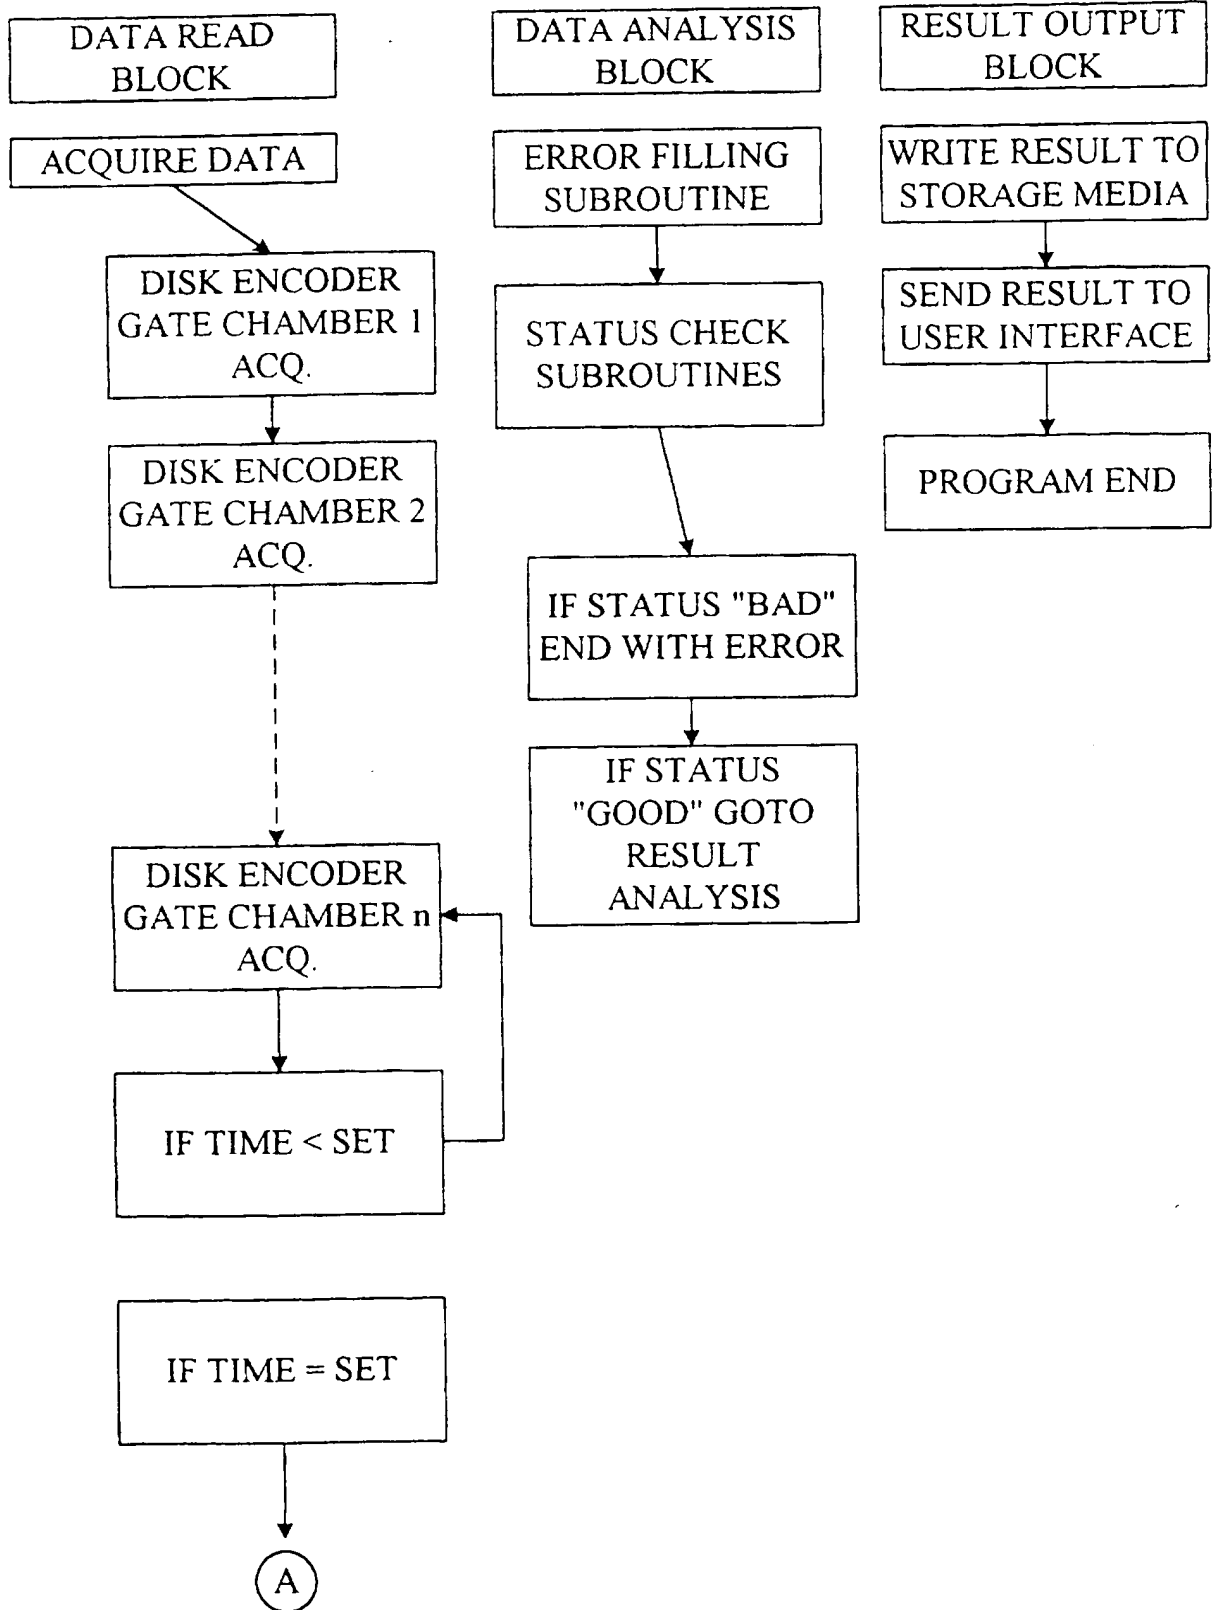 DATA READ
BLOCK
ACQUIRE DATA
DISK ENCODER
GATE CHAMBER 1
ACQ.
DISK ENCODER
GATE CHAMBER 2
ACQ.
DISK ENCODER
GATE CHAMBER n
ACQ.
IF TIME < SET
IF TIME = SET
A
DATA ANALYSIS
BLOCK
ERROR FILLING
SUBROUTINE
STATUS CHECK
SUBROUTINES
IF STATUS "BAD"
END WITH ERROR
IF STATUS
"GOOD" GOTO
RESULT
ANALYSIS
RESULT OUTPUT
BLOCK
WRITE RESULT TO
STORAGE MEDIA
SEND RESULT TO
USER INTERFACE
PROGRAM END